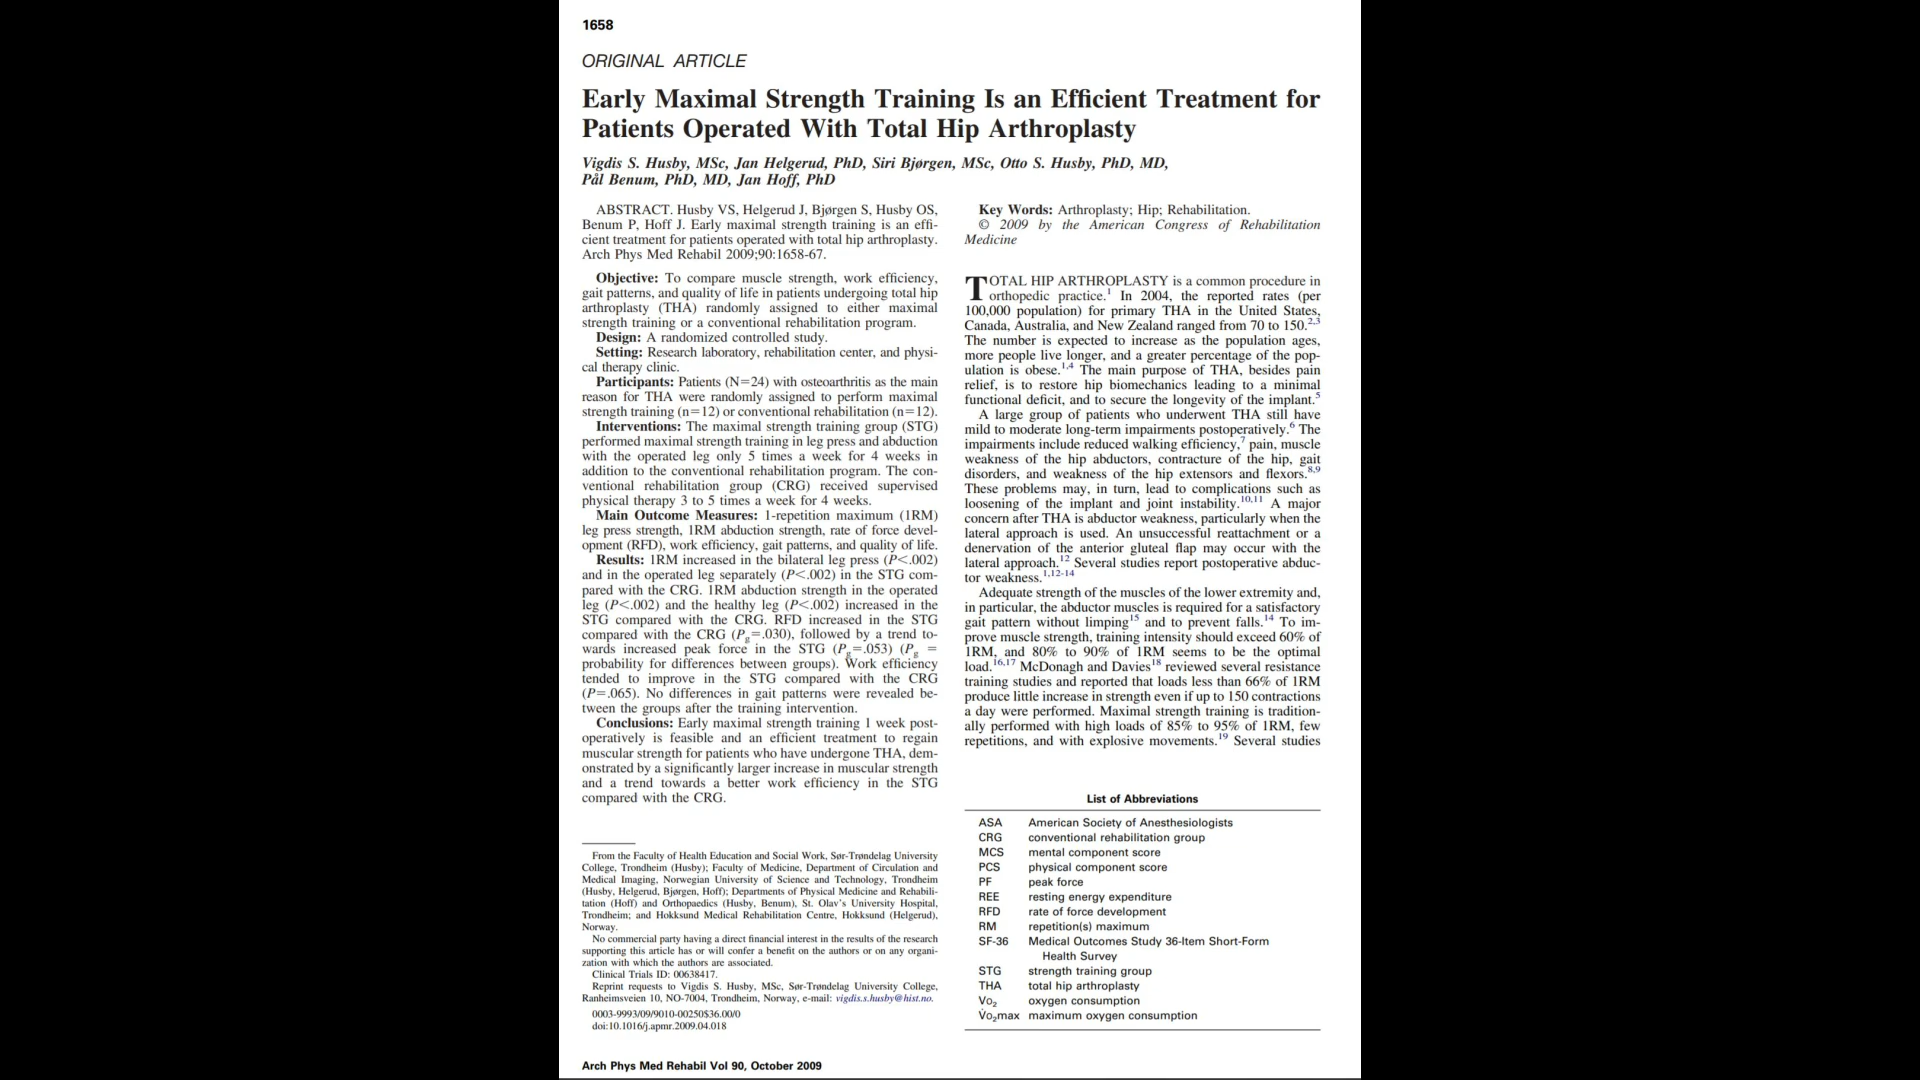 1658
ORIGINAL ARTICLE
Early Maximal Strength Training Is an Efficient Treatment for
Patients Operated With Total Hip Arthroplasty
Vigdis S. Husby, MSc, Jan Helgerud, PhD, Siri Bjørgen, MSc, Otto S. Husby, PhD, MD,
Pål Benum, PhD, MD, Jan Hoff, PhD
ABSTRACT. Husby VS, Helgerud J, Bjørgen S, Husby OS,
Benum P, Hoff J. Early maximal strength training is an effi-
cient treatment for patients operated with total hip arthroplasty.
Arch Phys Med Rehabil 2009;90:1658-67.
Objective: To compare muscle strength, work efficiency,
gait patterns, and quality of life in patients undergoing total hip
arthroplasty (THA) randomly assigned to either maximal
strength training or a conventional rehabilitation program.
Design: A randomized controlled study.
Setting: Research laboratory, rehabilitation center, and physi-
cal therapy clinic.
Participants: Patients (N=24) with osteoarthritis as the main
reason for THA were randomly assigned to perform maximal
strength training (n=12) or conventional rehabilitation (n=12).
Interventions: The maximal strength training group (STG)
performed maximal strength training in leg press and abduction
with the operated leg only 5 times a week for 4 weeks in
addition to the conventional rehabilitation program. The con-
ventional rehabilitation group (CRG) received supervised
physical therapy 3 to 5 times a week for 4 weeks.
Main Outcome Measures: 1-repetition maximum (1RM)
leg press strength, 1RM abduction strength, rate of force devel-
opment (RFD), work efficiency, gait patterns, and quality of life.
Results: 1RM increased in the bilateral leg press (P<.002)
and in the operated leg separately (P<.002) in the STG com-
pared with the CRG. 1RM abduction strength in the operated
leg (P<.002) and the healthy leg (P<.002) increased in the
STG compared with the CRG. RFD increased in the STG
compared with the CRG (Pg=.030), followed by a trend to-
wards increased peak force in the STG (Pg=.053) (Pg =
probability for differences between groups). Work efficiency
tended to improve in the STG compared with the CRG
(P=.065). No differences in gait patterns were revealed be-
tween the groups after the training intervention.
Conclusions: Early maximal strength training 1 week post-
operatively is feasible and an efficient treatment to regain
muscular strength for patients who have undergone THA, dem-
onstrated by a significantly larger increase in muscular strength
and a trend towards a better work efficiency in the STG
compared with the CRG.
Key Words: Arthroplasty; Hip; Rehabilitation.
© 2009 by the American Congress of Rehabilitation
Medicine
TOTAL HIP ARTHROPLASTY is a common procedure in
orthopedic practice.1 In 2004, the reported rates (per
100,000 population) for primary THA in the United States,
Canada, Australia, and New Zealand ranged from 70 to 150.2,3
The number is expected to increase as the population ages,
more people live longer, and a greater percentage of the pop-
ulation is obese.1,4 The main purpose of THA, besides pain
relief, is to restore hip biomechanics leading to a minimal
functional deficit, and to secure the longevity of the implant.5
A large group of patients who underwent THA still have
mild to moderate long-term impairments postoperatively.6 The
impairments include reduced walking efficiency,7 pain, muscle
weakness of the hip abductors, contracture of the hip, gait
disorders, and weakness of the hip extensors and flexors.8,9
These problems may, in turn, lead to complications such as
loosening of the implant and joint instability.10,11 A major
concern after THA is abductor weakness, particularly when the
lateral approach is used. An unsuccessful reattachment or a
denervation of the anterior gluteal flap may occur with the
lateral approach.12 Several studies report postoperative abduc-
tor weakness.1,12-14
Adequate strength of the muscles of the lower extremity and,
in particular, the abductor muscles is required for a satisfactory
gait pattern without limping15 and to prevent falls.14 To im-
prove muscle strength, training intensity should exceed 60% of
1RM, and 80% to 90% of 1RM seems to be the optimal
load.16,17 McDonagh and Davies18 reviewed several resistance
training studies and reported that loads less than 66% of 1RM
produce little increase in strength even if up to 150 contractions
a day were performed. Maximal strength training is tradition-
ally performed with high loads of 85% to 95% of 1RM, few
repetitions, and with explosive movements.19 Several studies
From the Faculty of Health Education and Social Work, Sør-Trøndelag University
College, Trondheim (Husby); Faculty of Medicine, Department of Circulation and
Medical Imaging, Norwegian University of Science and Technology, Trondheim
(Husby, Helgerud, Bjørgen, Hoff); Departments of Physical Medicine and Rehabili-
tation (Hoff) and Orthopaedics (Husby, Benum), St. Olav's University Hospital,
Trondheim; and Hokksund Medical Rehabilitation Centre, Hokksund (Helgerud),
Norway.
No commercial party having a direct financial interest in the results of the research
supporting this article has or will confer a benefit on the authors or on any organi-
zation with which the authors are associated.
Clinical Trials ID: 00638417.
Reprint requests to Vigdis S. Husby, MSc, Sør-Trøndelag University College,
Ranheimsveien 10, NO-7004, Trondheim, Norway, e-mail: vigdis.s.husby@hist.no.
0003-9993/09/9010-00250$36.00/0
doi:10.1016/j.apmr.2009.04.018
List of Abbreviations
ASA American Society of Anesthesiologists
CRG conventional rehabilitation group
MCS mental component score
PCS physical component score
PF peak force
REE resting energy expenditure
RFD rate of force development
RM repetition(s) maximum
SF-36 Medical Outcomes Study 36-Item Short-Form
Health Survey
STG strength training group
THA total hip arthroplasty
Vo2 oxygen consumption
V̇o2max maximum oxygen consumption
Arch Phys Med Rehabil Vol 90, October 2009